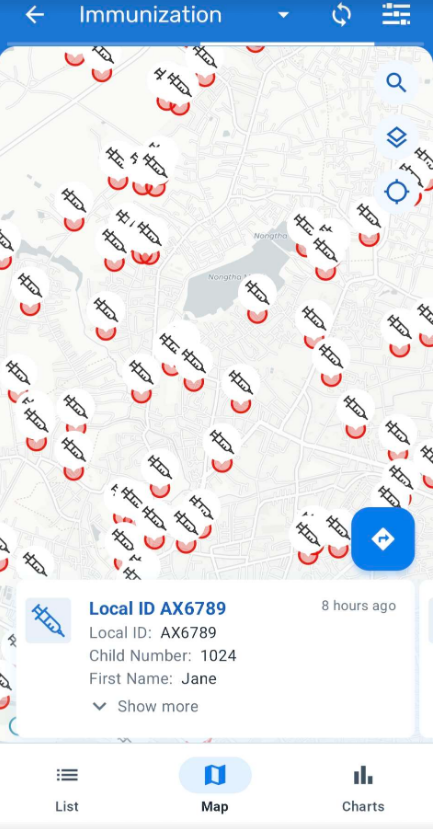 Immunization
Nongtha
Nongtha
Local ID AX6789
8 hours ago
Local ID: AX6789
Child Number: 1024
First Name: Jane
Show more
List
Map
Charts